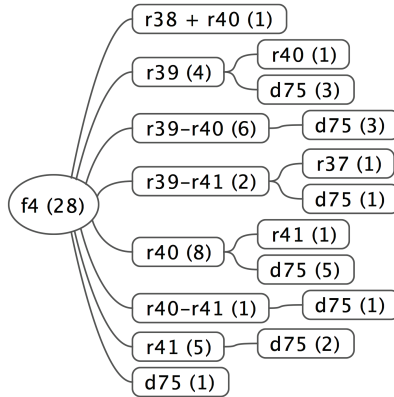 r38 + r40 (1)
r39 (4)
r40 (1)
d75 (3)
r39-r40 (6)
d75 (3)
r39-r41 (2)
r37 (1)
d75 (1)
f4 (28)
r40 (8)
r41 (1)
d75 (5)
r40-r41 (1)
d75 (1)
r41 (5)
d75 (2)
d75 (1)